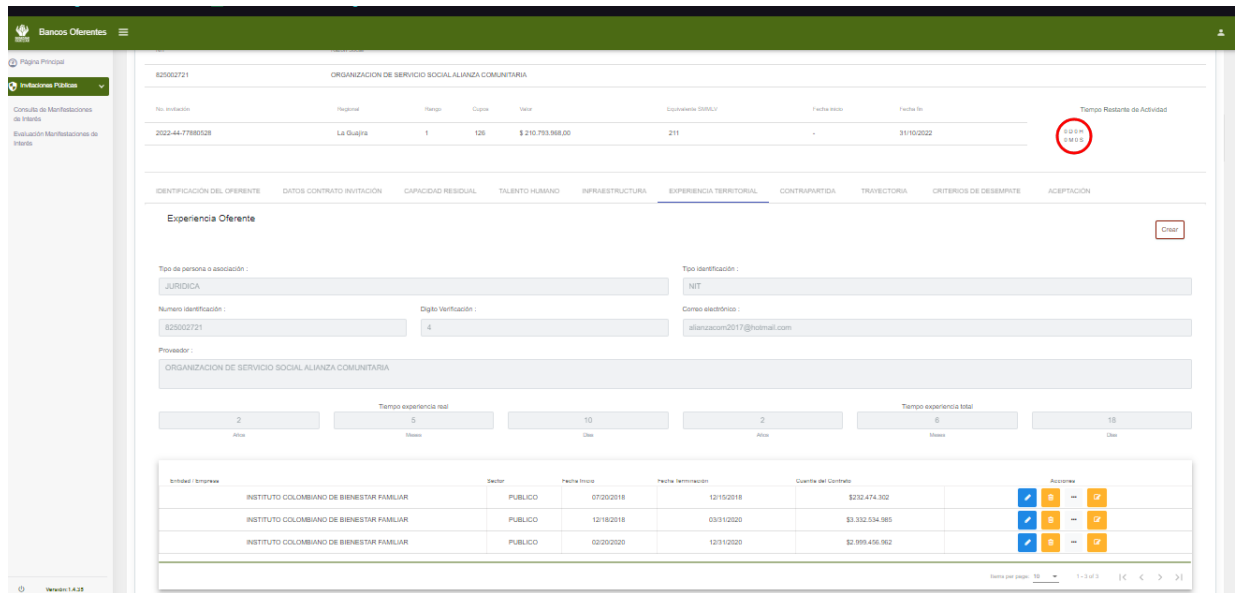 Bancos Oferentes
Página Principal
Invitaciones Públicas
Consulta de Manifestaciones
de Interés
Evaluación Manifestaciones de
Interés
825002721 ORGANIZACION DE SERVICIO SOCIAL ALIANZA COMUNITARIA
No. Invitación Regional Rango Cupos Valor Equivalente SMMLV Fecha inicio Fecha fin Tiempo Restante de Actividad
2022-44-77880528 La Guajira 1 126 $ 210.793.968,00 211 - 31/10/2022
0 D 0 H
0 M 0 S
IDENTIFICACIÓN DEL OFERENTE DATOS CONTRATO INVITACIÓN CAPACIDAD RESIDUAL TALENTO HUMANO INFRAESTRUCTURA EXPERIENCIA TERRITORIAL CONTRAPARTIDA TRAYECTORIA CRITERIOS DE DESEMPATE ACEPTACIÓN
Experiencia Oferente
Crear
Tipo de persona o asociación : Tipo identificación :
JURIDICA NIT
Numero identificación : Digito Verificación : Correo electrónico :
825002721 4 alianzacom2017@hotmail.com
Proveedor :
ORGANIZACION DE SERVICIO SOCIAL ALIANZA COMUNITARIA
Tiempo experiencia real Tiempo experiencia total
2 5 10 2 6 18
Años Meses Días Años Meses Días
Entidad / Empresa Sector Fecha Inicio Fecha Terminación Cuantía del Contrato Acciones
INSTITUTO COLOMBIANO DE BIENESTAR FAMILIAR PUBLICO 07/20/2018 12/15/2018 $232.474.302
INSTITUTO COLOMBIANO DE BIENESTAR FAMILIAR PUBLICO 12/18/2018 03/31/2020 $3.332.534.985
INSTITUTO COLOMBIANO DE BIENESTAR FAMILIAR PUBLICO 02/20/2020 12/31/2020 $2.999.456.962
Items per page: 10 1 - 3 of 3
Versión: 1.4.25